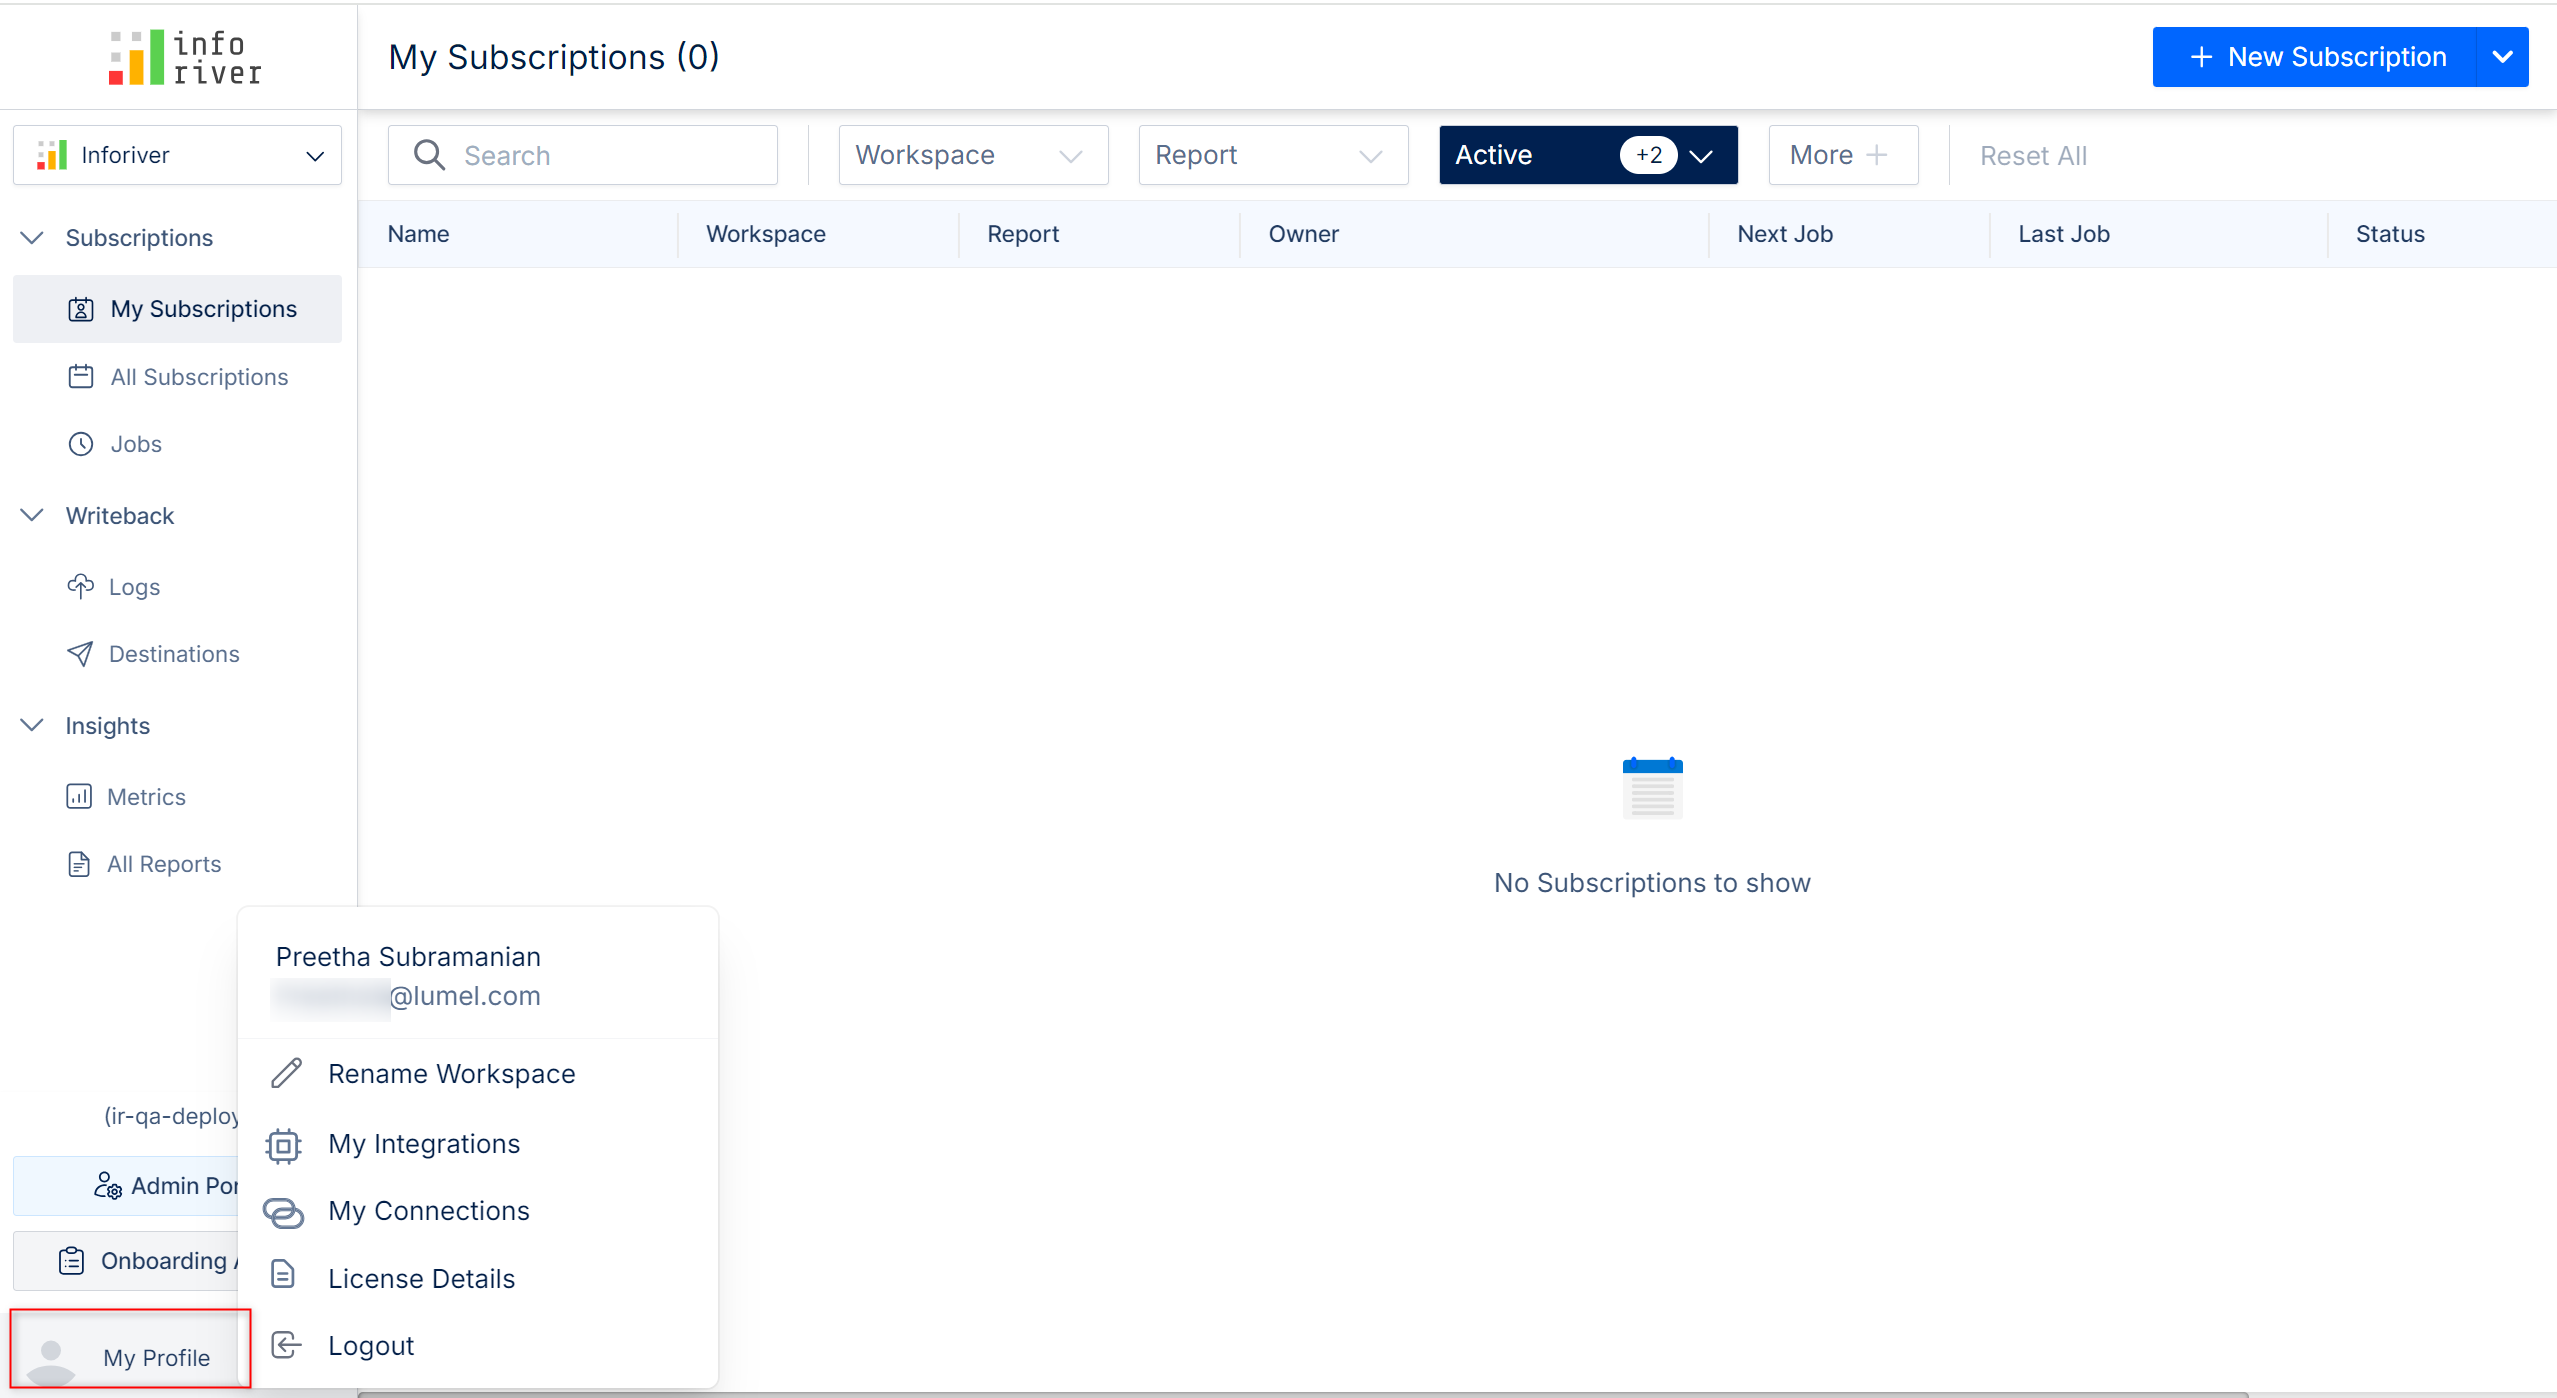 info
river
My Subscriptions (0)
New Subscription
Inforiver
Search
Workspace
Report
Active +2
More
Reset All
Name Workspace Report Owner Next Job Last Job Status
Subscriptions
My Subscriptions
All Subscriptions
Jobs
Writeback
Logs
Destinations
Insights
Metrics
All Reports
No Subscriptions to show
Preetha Subramanian
@lumel.com
Rename Workspace
My Integrations
My Connections
License Details
Logout
(ir-qa-deploy
Admin Por
Onboarding
My Profile